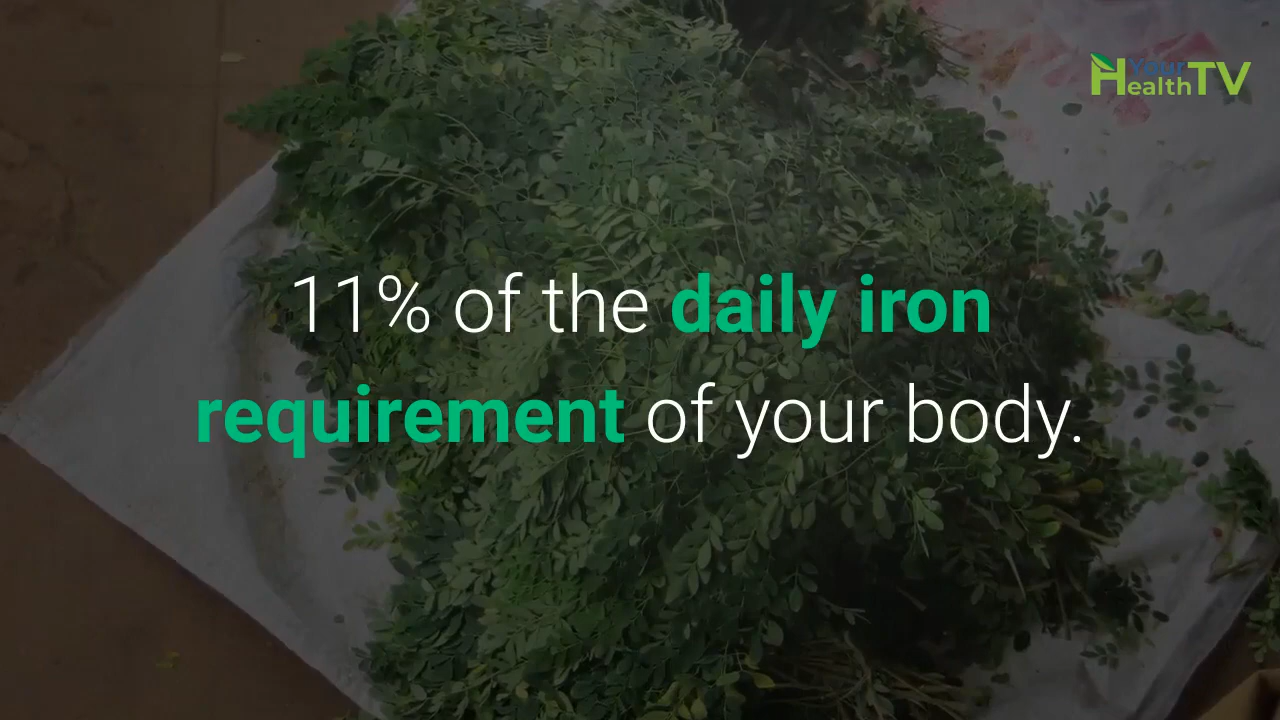 Your
HealthTV
11% of the daily iron
requirement of your body.